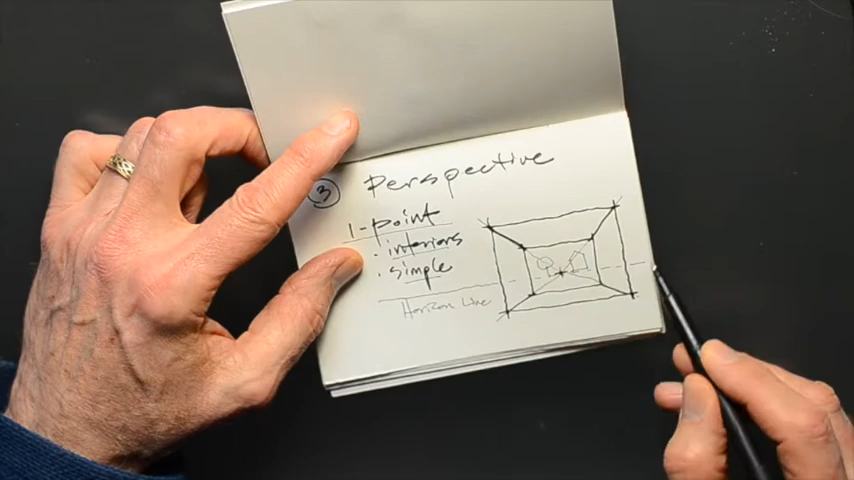 3 Perspective
1-point
. interiors
. simple
Horizon Line